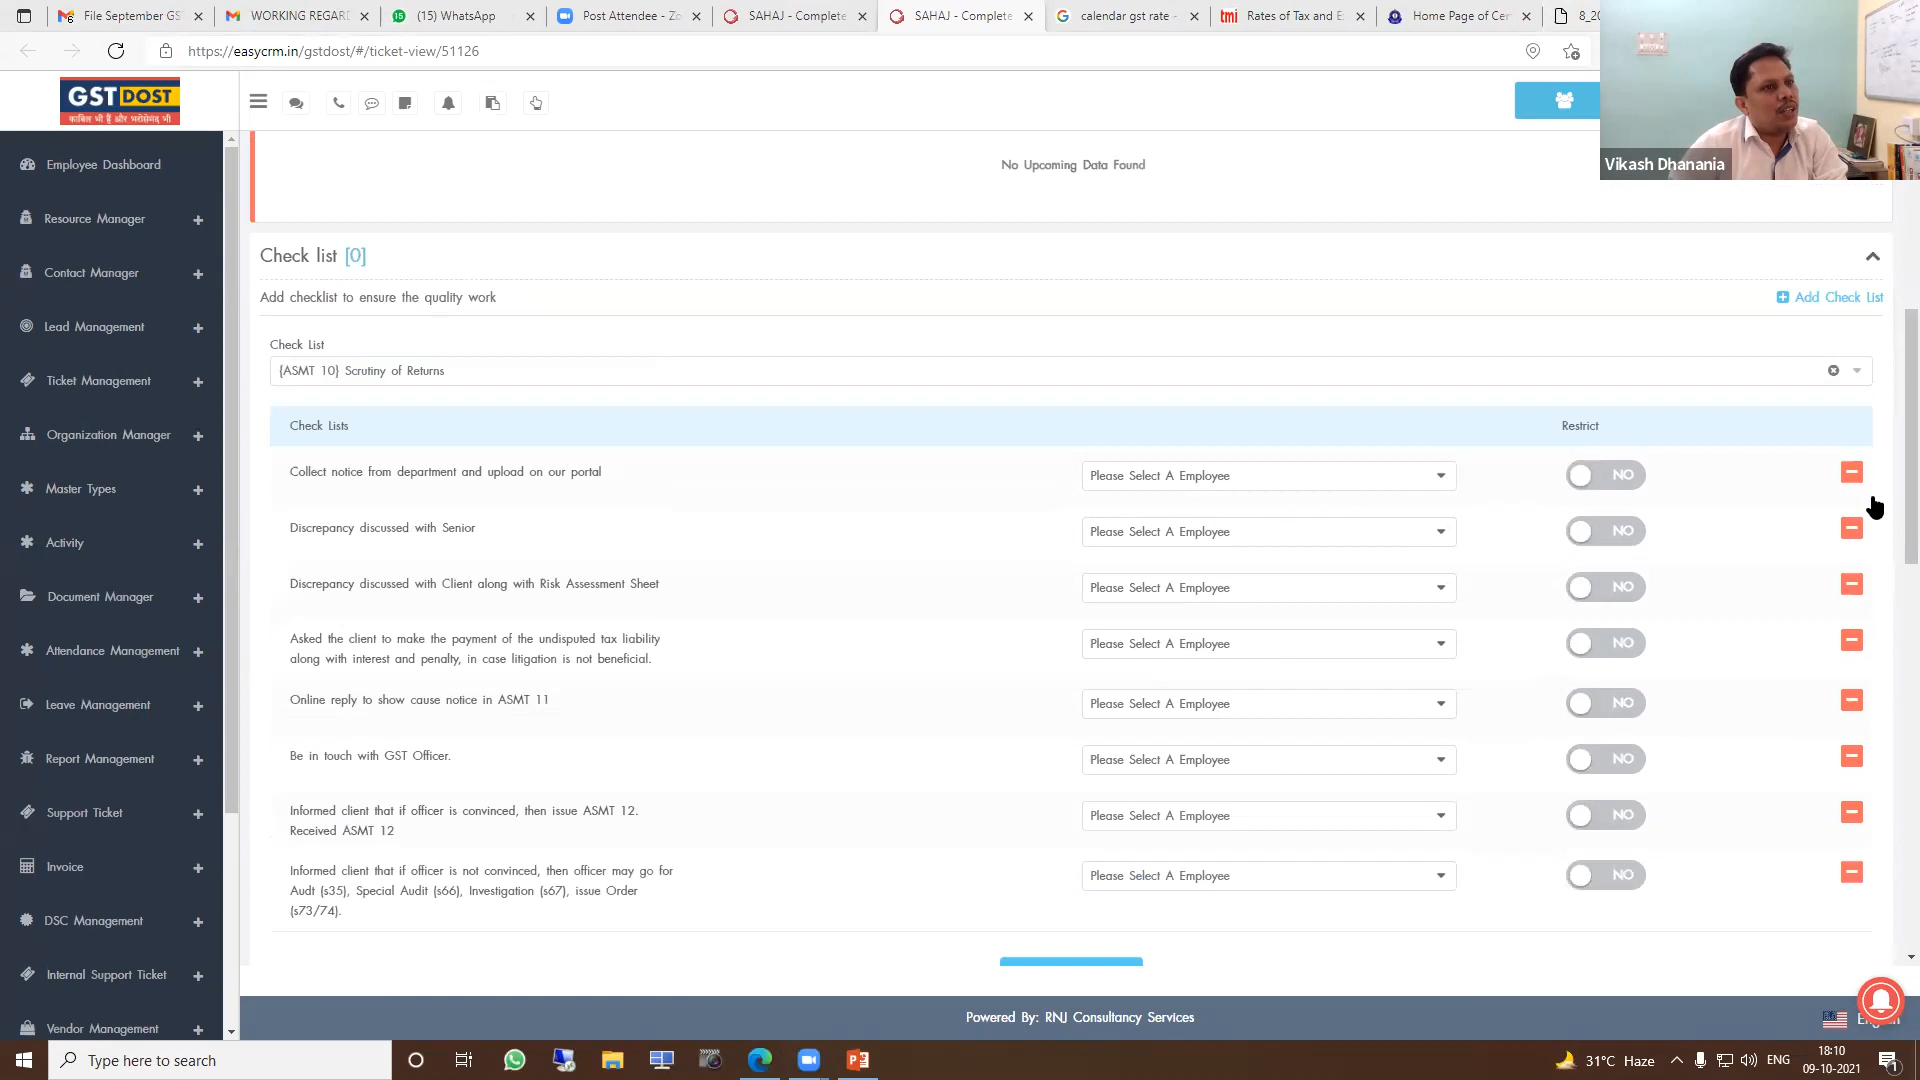 File September GS
WORKING REGARD
(15) WhatsApp
Post Attendee - Zo
SAHAJ - Complete
SAHAJ - Complete
calendar gst rate -
Rates of Tax and E
Home Page of Cen
8_20
https://easycrm.in/gstdost/#/ticket-view/51126
GST DOST
काबिल भी हैं और भरोसेमंद भी
Vikash Dhanania
Employee Dashboard
Resource Manager
Contact Manager
Lead Management
Ticket Management
Organization Manager
Master Types
Activity
Document Manager
Attendance Management
Leave Management
Report Management
Support Ticket
Invoice
DSC Management
Internal Support Ticket
Vendor Management
No Upcoming Data Found
Check list [0]
Add checklist to ensure the quality work
Add Check List
Check List
{ASMT 10} Scrutiny of Returns
Check Lists
Restrict
Collect notice from department and upload on our portal
Please Select A Employee
NO
Discrepancy discussed with Senior
Please Select A Employee
NO
Discrepancy discussed with Client along with Risk Assessment Sheet
Please Select A Employee
NO
Asked the client to make the payment of the undisputed tax liability
along with interest and penalty, in case litigation is not beneficial.
Please Select A Employee
NO
Online reply to show cause notice in ASMT 11
Please Select A Employee
NO
Be in touch with GST Officer.
Please Select A Employee
NO
Informed client that if officer is convinced, then issue ASMT 12.
Received ASMT 12
Please Select A Employee
NO
Informed client that if officer is not convinced, then officer may go for
Audt (s35), Special Audit (s66), Investigation (s67), issue Order
(s73/74).
Please Select A Employee
NO
Powered By: RNJ Consultancy Services
Type here to search
31°C Haze
ENG
18:10
09-10-2021
1